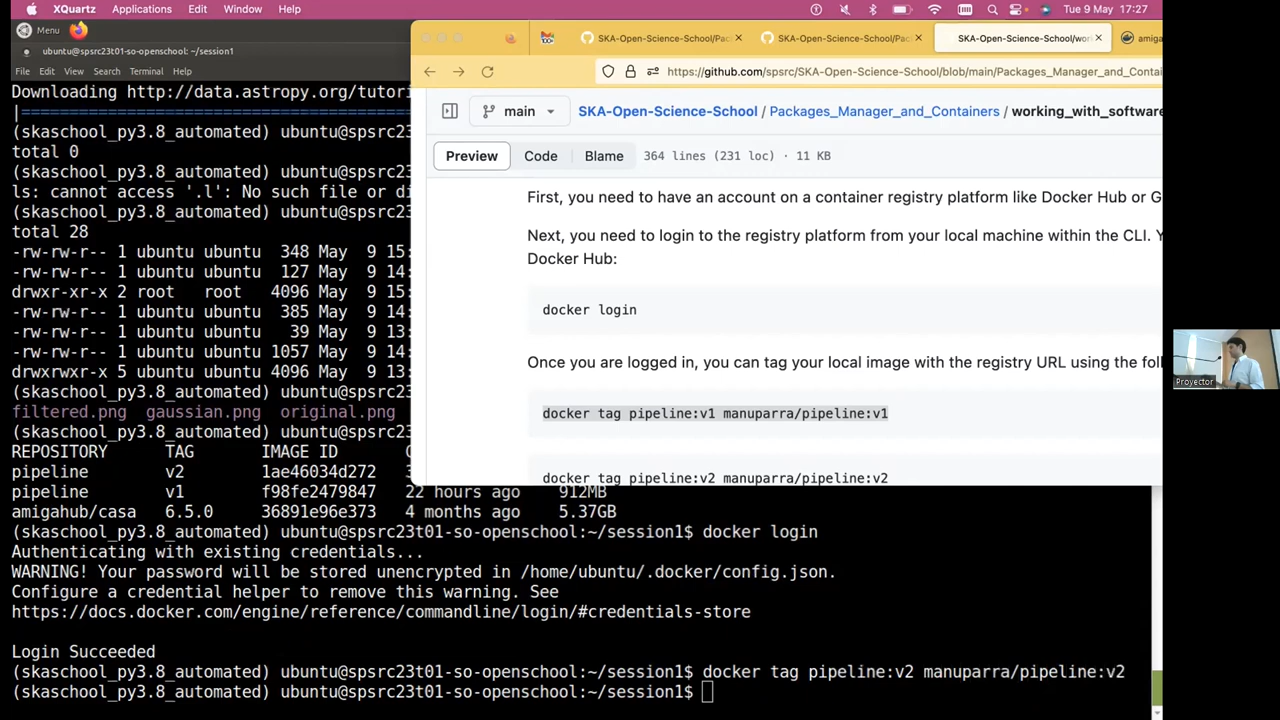 XQuartz Applications Edit Window Help
Tue 9 May 17:27
Menu
ubuntu@spsrc23t01-so-openschool: ~/session1
File Edit View Search Terminal Help
SKA-Open-Science-School/Pac
SKA-Open-Science-School/Pac
SKA-Open-Science-School/wor
amiga
https://github.com/spsrc/SKA-Open-Science-School/blob/main/Packages_Manager_and_Contai
main
SKA-Open-Science-School / Packages_Manager_and_Containers / working_with_software
Preview Code Blame 364 lines (231 loc) · 11 KB
First, you need to have an account on a container registry platform like Docker Hub or G
Next, you need to login to the registry platform from your local machine within the CLI. Y
Docker Hub:
docker login
Once you are logged in, you can tag your local image with the registry URL using the fol
docker tag pipeline:v1 manuparra/pipeline:v1
docker tag pipeline:v2 manuparra/pipeline:v2
Downloading http://data.astropy.org/tutori
|=====================================
(skaschool_py3.8_automated) ubuntu@spsrc23
total 0
(skaschool_py3.8_automated) ubuntu@spsrc23
ls: cannot access '.l': No such file or di
(skaschool_py3.8_automated) ubuntu@spsrc23
total 28
-rw-rw-r-- 1 ubuntu ubuntu 348 May 9 15:
-rw-rw-r-- 1 ubuntu ubuntu 127 May 9 14:
drwxr-xr-x 2 root root 4096 May 9 15:
-rw-rw-r-- 1 ubuntu ubuntu 385 May 9 14:
-rw-rw-r-- 1 ubuntu ubuntu 39 May 9 13:
-rw-rw-r-- 1 ubuntu ubuntu 1057 May 9 14:
drwxrwxr-x 5 ubuntu ubuntu 4096 May 9 13:
(skaschool_py3.8_automated) ubuntu@spsrc23
filtered.png gaussian.png original.png
(skaschool_py3.8_automated) ubuntu@spsrc23
REPOSITORY TAG IMAGE ID
pipeline v2 1ae46034d272
pipeline v1 f98fe2479847 22 hours ago 912MB
amigahub/casa 6.5.0 36891e96e373 4 months ago 5.37GB
(skaschool_py3.8_automated) ubuntu@spsrc23t01-so-openschool:~/session1$ docker login
Authenticating with existing credentials...
WARNING! Your password will be stored unencrypted in /home/ubuntu/.docker/config.json.
Configure a credential helper to remove this warning. See
https://docs.docker.com/engine/reference/commandline/login/#credentials-store
Login Succeeded
(skaschool_py3.8_automated) ubuntu@spsrc23t01-so-openschool:~/session1$ docker tag pipeline:v2 manuparra/pipeline:v2
(skaschool_py3.8_automated) ubuntu@spsrc23t01-so-openschool:~/session1$
Proyector